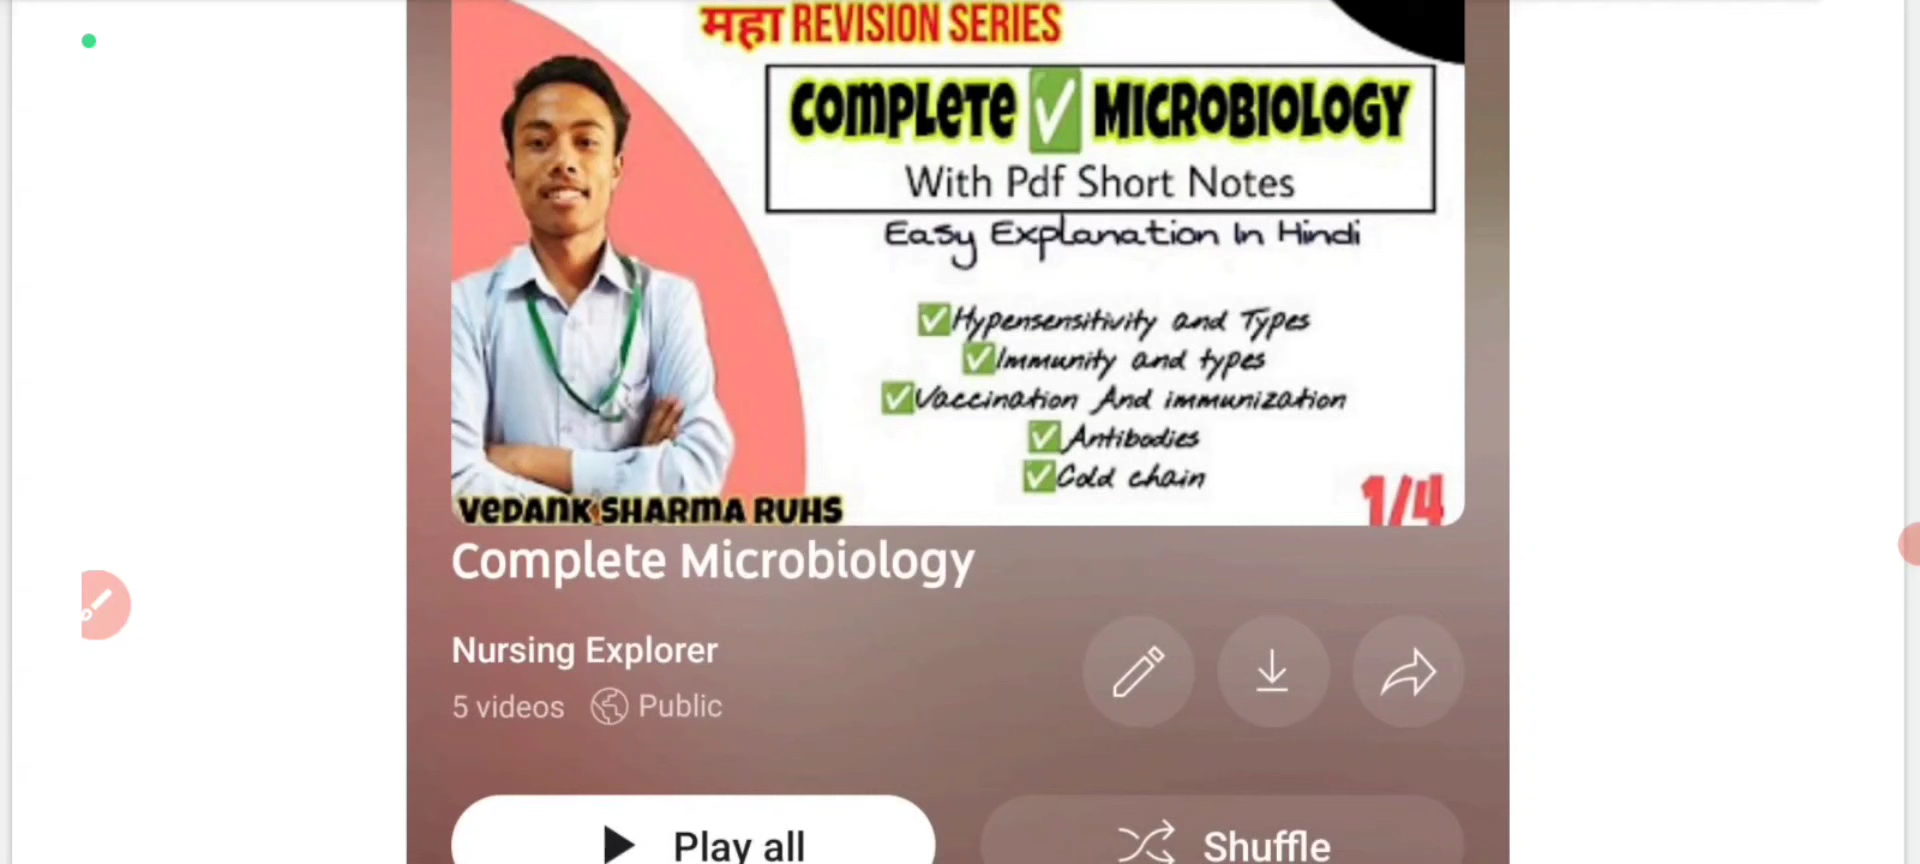 महा REVISION SERIES
COMPLETE ✅ MICROBIOLOGY
With Pdf Short Notes
Easy Explanation In Hindi
✅Hypensensitivity and Types
✅Immunity and types
✅Vaccination And immunization
✅Antibodies
✅Cold chain
VEDANK SHARMA RUHS
1/4
Complete Microbiology
Nursing Explorer
5 videos Public
Play all
Shuffle